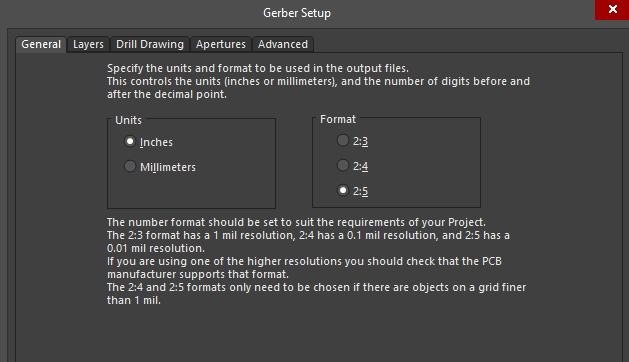 Gerber Setup
General Layers Drill Drawing Apertures Advanced
Specify the units and format to be used in the output files.
This controls the units (inches or millimeters), and the number of digits before and
after the decimal point.
Units
Inches
Millimeters
Format
2:3
2:4
2:5
The number format should be set to suit the requirements of your Project.
The 2:3 format has a 1 mil resolution, 2:4 has a 0.1 mil resolution, and 2:5 has a
0.01 mil resolution.
If you are using one of the higher resolutions you should check that the PCB
manufacturer supports that format.
The 2:4 and 2:5 formats only need to be chosen if there are objects on a grid finer
than 1 mil.